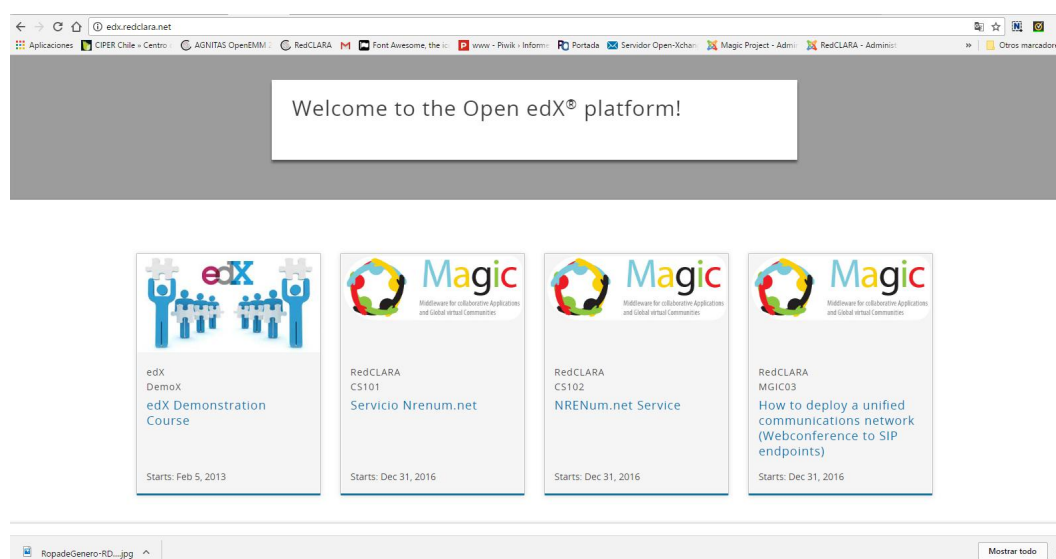 edx.redclara.net
Aplicaciones CIPER Chile » Centro AGNITAS OpenEMM RedCLARA Font Awesome, the ic www - Piwik › Informe Portada Servidor Open-Xchan Magic Project - Admi RedCLARA - Administ » Otros marcadore
Welcome to the Open edX® platform!
edX
edX
DemoX
edX Demonstration
Course
Starts: Feb 5, 2013
Magic
Middleware for collaborative Applications
and Global virtual Communities
RedCLARA
CS101
Servicio Nrenum.net
Starts: Dec 31, 2016
Magic
Middleware for collaborative Applications
and Global virtual Communities
RedCLARA
CS102
NRENum.net Service
Starts: Dec 31, 2016
Magic
Middleware for collaborative Applications
and Global virtual Communities
RedCLARA
MGIC03
How to deploy a unified
communications network
(Webconference to SIP
endpoints)
Starts: Dec 31, 2016
RopadeGenero-RD....jpg
Mostrar todo